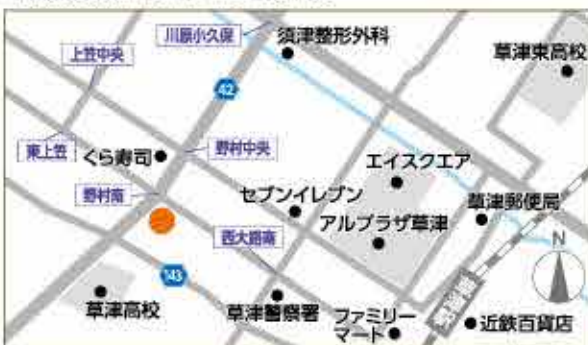 川原小久保
須津整形外科
上笠中央
草津東高校
42
東上笠
くら寿司
野村中央
エイスクエア
野村南
セブンイレブン
草津郵便局
西大路南
アルプラザ草津
N
143
草津高校
草津警察署
ファミリー
マート
近鉄百貨店